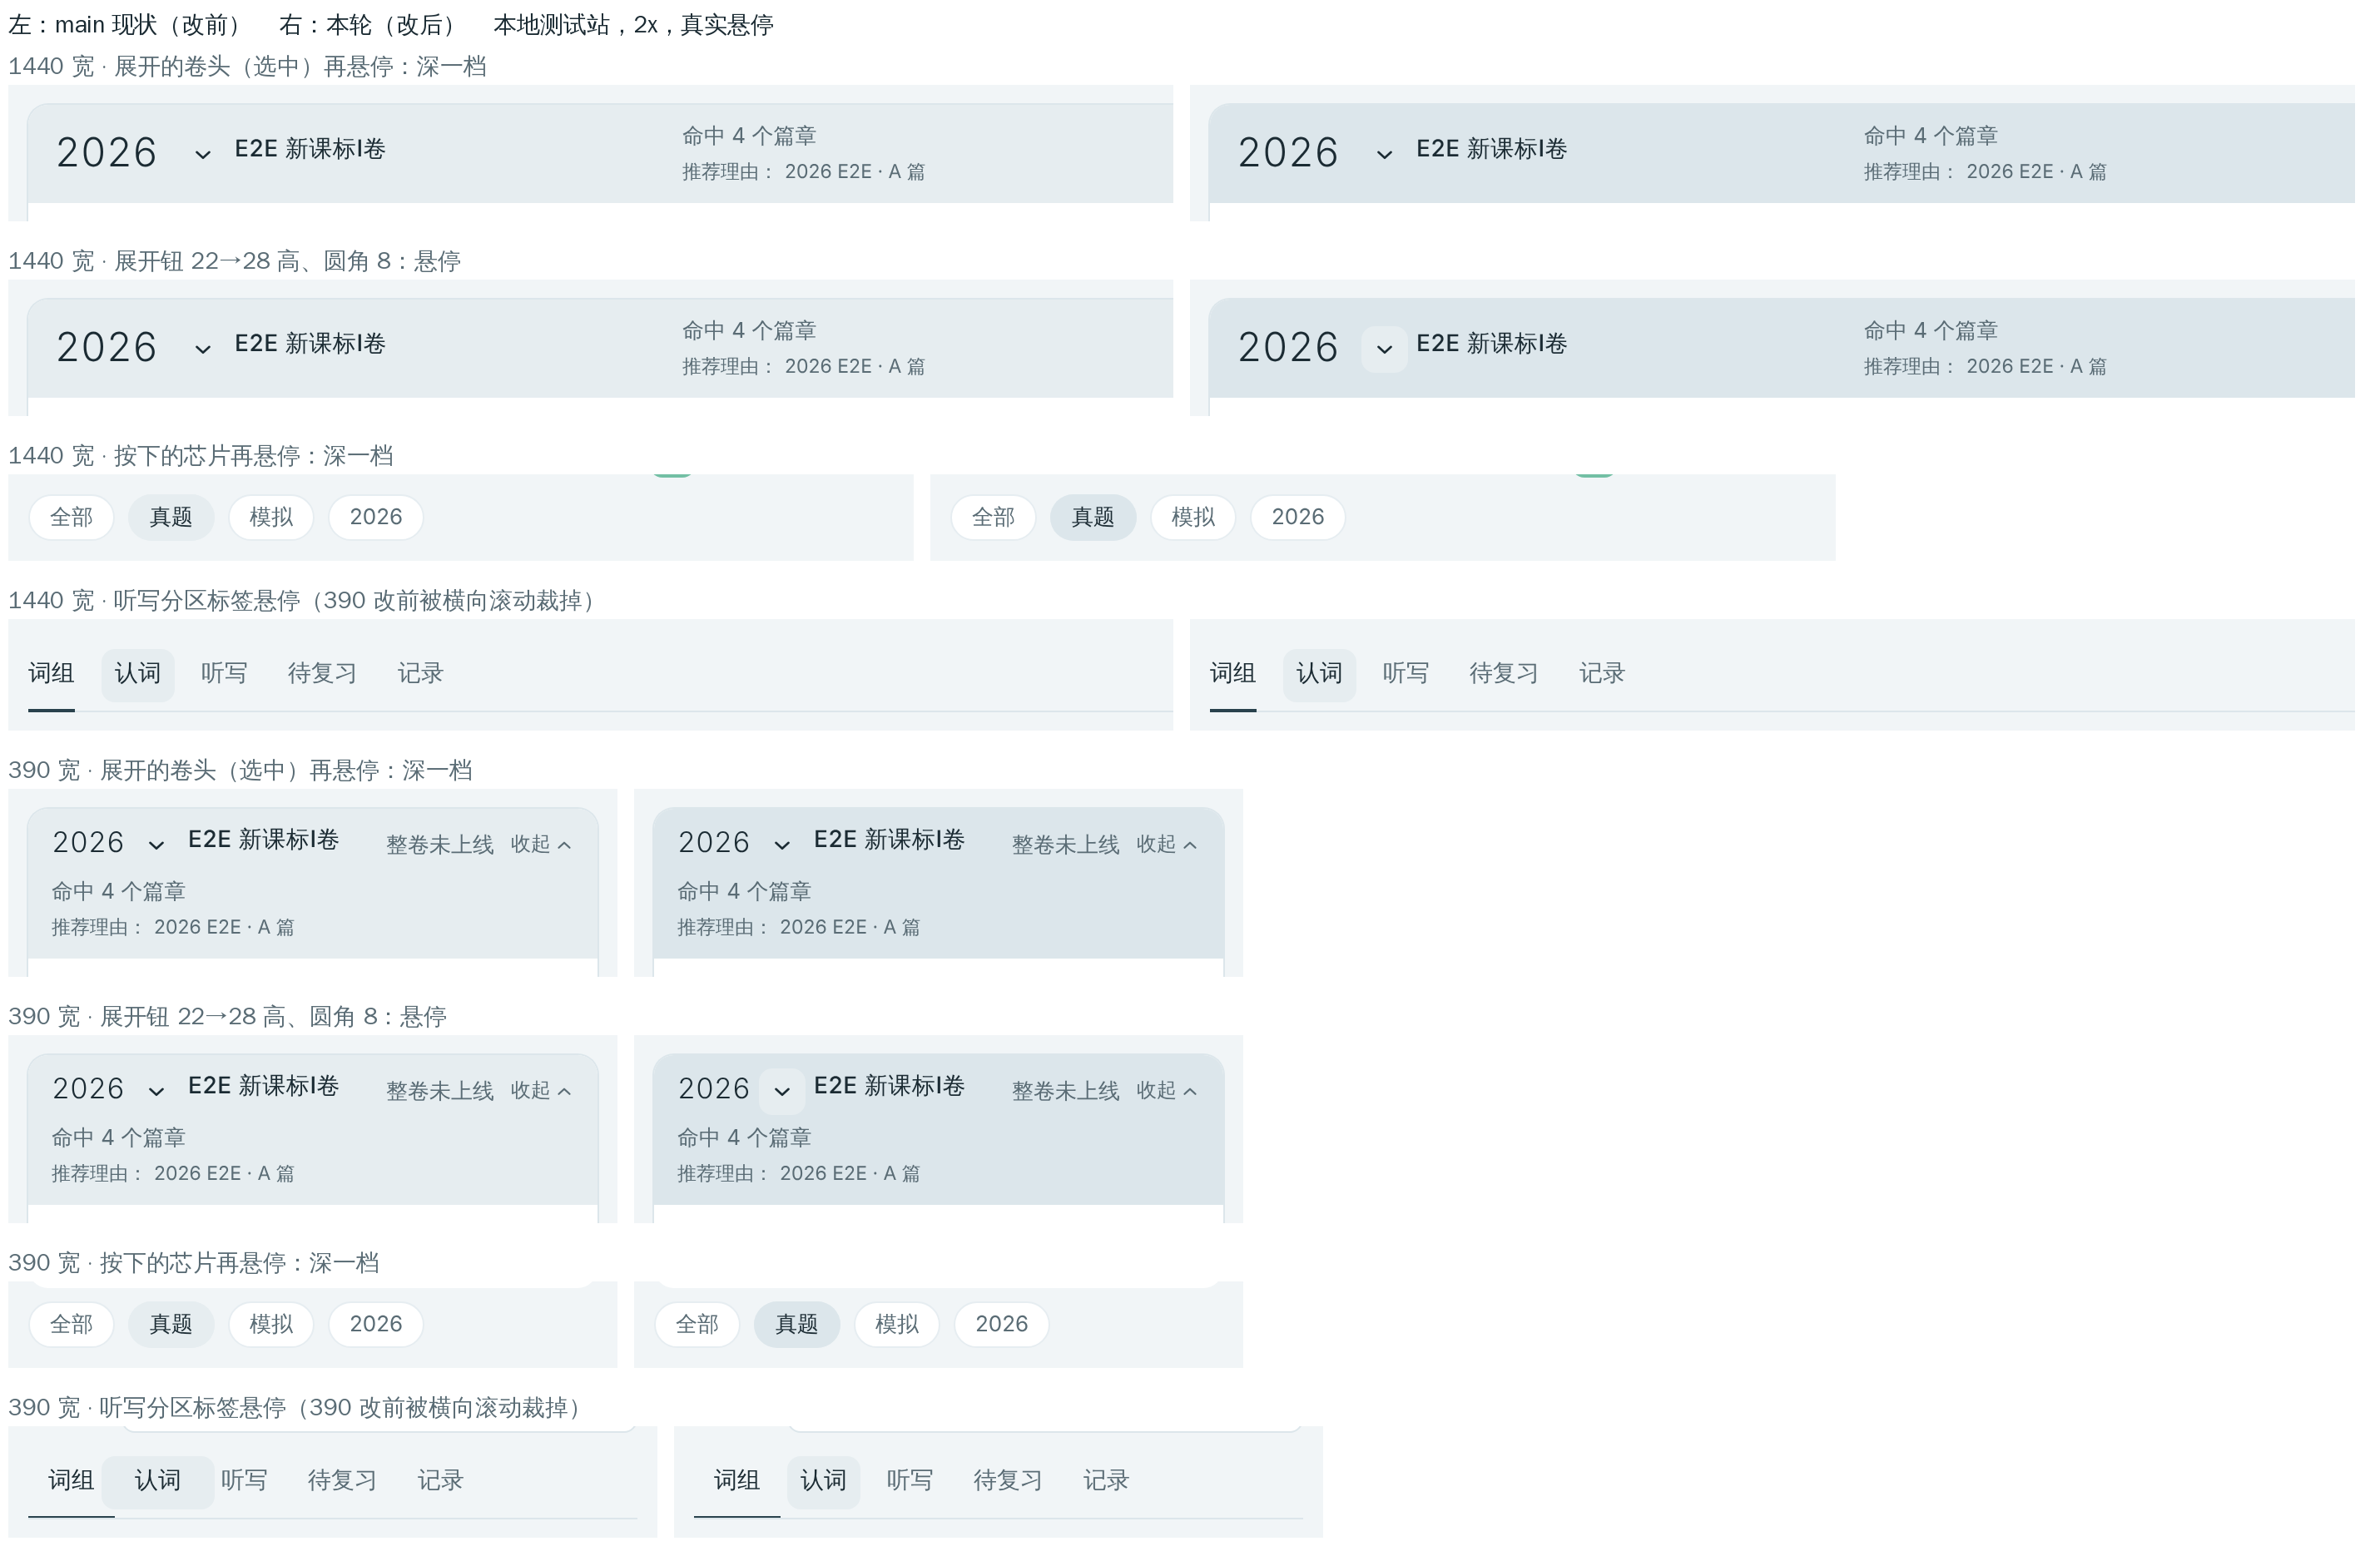 左：main 现状（改前） 右：本轮（改后） 本地测试站，2x，真实悬停
1440 宽 · 展开的卷头（选中）再悬停：深一档
2026 E2E 新课标Ⅰ卷 命中 4 个篇章 2026 E2E 新课标Ⅰ卷 命中 4 个篇章
推荐理由： 2026 E2E · A 篇 推荐理由： 2026 E2E · A 篇
1440 宽 · 展开钮 22→28 高、圆角 8：悬停
2026 E2E 新课标Ⅰ卷 命中 4 个篇章 2026 E2E 新课标Ⅰ卷 命中 4 个篇章
推荐理由： 2026 E2E · A 篇 推荐理由： 2026 E2E · A 篇
1440 宽 · 按下的芯片再悬停：深一档
全部 真题 模拟 2026 全部 真题 模拟 2026
1440 宽 · 听写分区标签悬停（390 改前被横向滚动裁掉）
词组 认词 听写 待复习 记录 词组 认词 听写 待复习 记录
390 宽 · 展开的卷头（选中）再悬停：深一档
2026 E2E 新课标Ⅰ卷 整卷未上线 收起 2026 E2E 新课标Ⅰ卷 整卷未上线 收起
命中 4 个篇章 命中 4 个篇章
推荐理由： 2026 E2E · A 篇 推荐理由： 2026 E2E · A 篇
390 宽 · 展开钮 22→28 高、圆角 8：悬停
2026 E2E 新课标Ⅰ卷 整卷未上线 收起 2026 E2E 新课标Ⅰ卷 整卷未上线 收起
命中 4 个篇章 命中 4 个篇章
推荐理由： 2026 E2E · A 篇 推荐理由： 2026 E2E · A 篇
390 宽 · 按下的芯片再悬停：深一档
全部 真题 模拟 2026 全部 真题 模拟 2026
390 宽 · 听写分区标签悬停（390 改前被横向滚动裁掉）
词组 认词 听写 待复习 记录 词组 认词 听写 待复习 记录